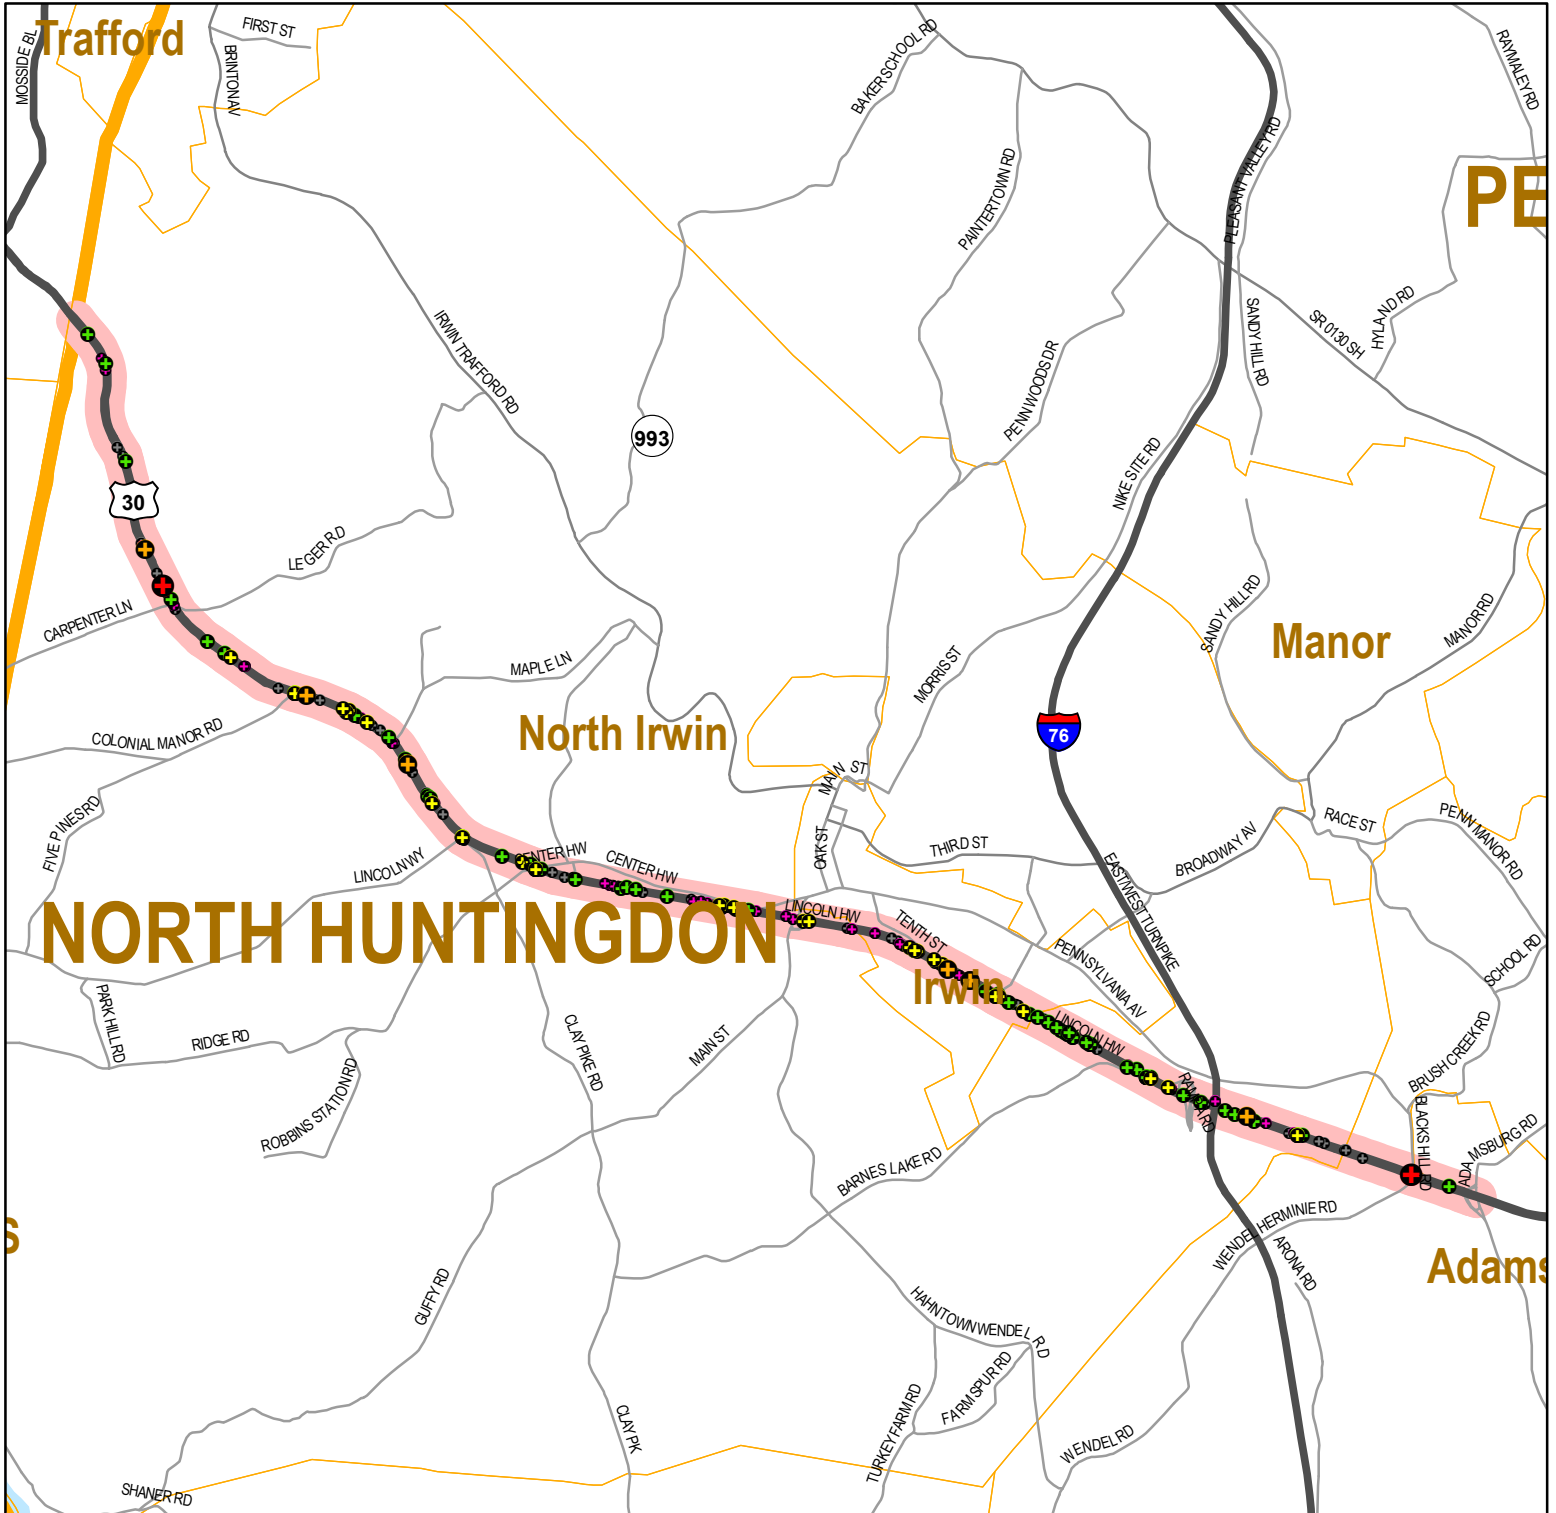 Trafford
MOSSIDE BL
FIRST ST
BRINTON AV
BAKER SCHOOL RD
RAYMALEY RD
PLEASANT VALLEY RD
PAINTERTOWN RD
PE
IRWIN TRAFFORD RD
SANDY HILL RD
SR 0130 SH
HYLAND RD
PENN WOODS DR
993
NIKE SITE RD
30
LEGER RD
CARPENTER LN
SANDY HILL RD
MANOR RD
Manor
MAPLE LN
MORRIS ST
COLONIAL MANOR RD
North Irwin
76
MAIN ST
FIVE PINES RD
OAK ST
THIRD ST
RACE ST
PENN MANOR RD
LINCOLN WY
CENTER HW
CENTER HW
BROADWAY AV
EAST/WEST TURNPIKE
NORTH HUNTINGDON
LINCOLN HW
TENTH ST
PENNSYLVANIA AV
SCHOOL RD
Irwin
PARK HILL RD
RIDGE RD
CLAY PIKE RD
MAIN ST
LINCOLN HW
BRUSH CREEK RD
ROBBINS STATION RD
RAMP
RD
BLACKS HILL RD
ADAMSBURG RD
BARNES LAKE RD
S
WENDEL HERMINIE RD
ARONA RD
Adams
GUFFY RD
HAHNTOWN WENDEL RD
FARM SPUR RD
TURKEY FARM RD
CLAY PK
WENDEL RD
SHANER RD